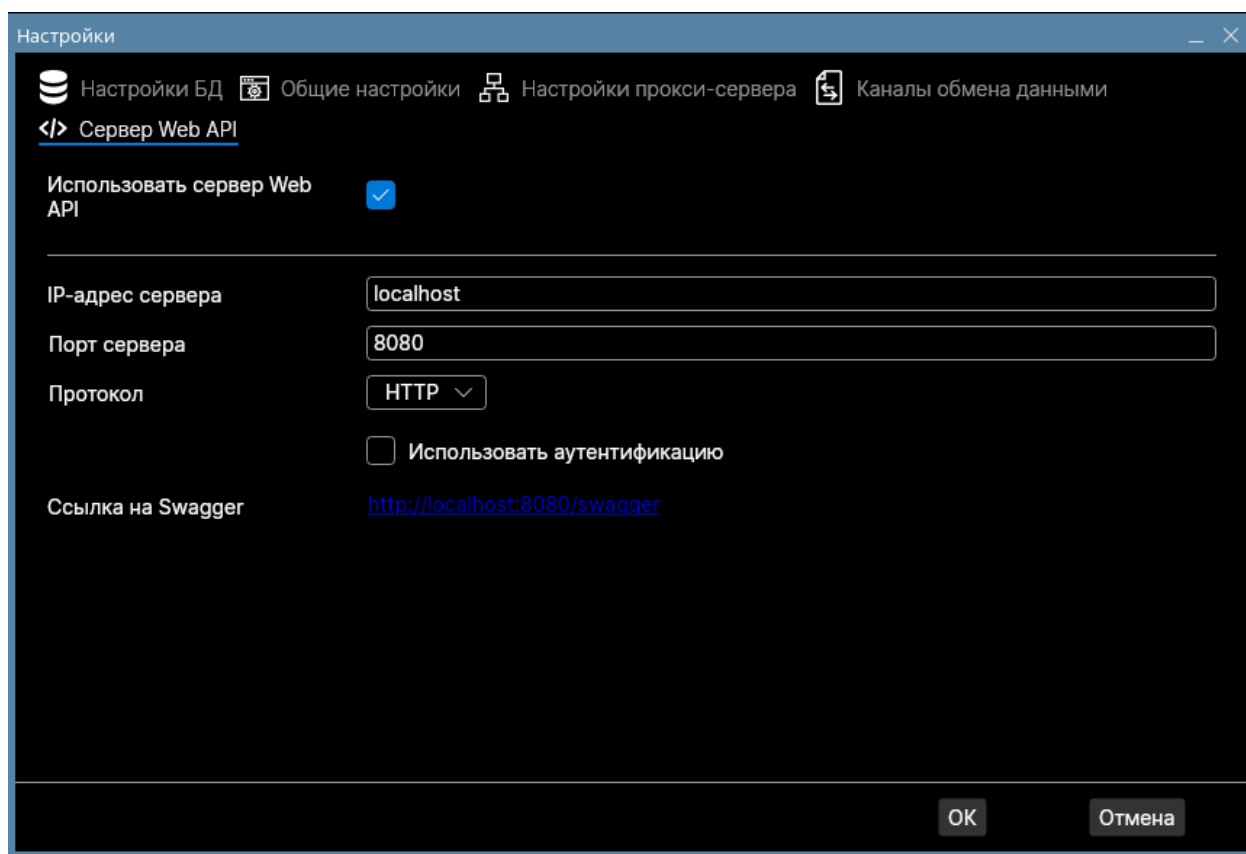 Настройки
Настройки БД Общие настройки Настройки прокси-сервера Каналы обмена данными
Сервер Web API
Использовать сервер Web
API
IP-адрес сервера localhost
Порт сервера 8080
Протокол HTTP
Использовать аутентификацию
Ссылка на Swagger http://localhost:8080/swagger
OK Отмена